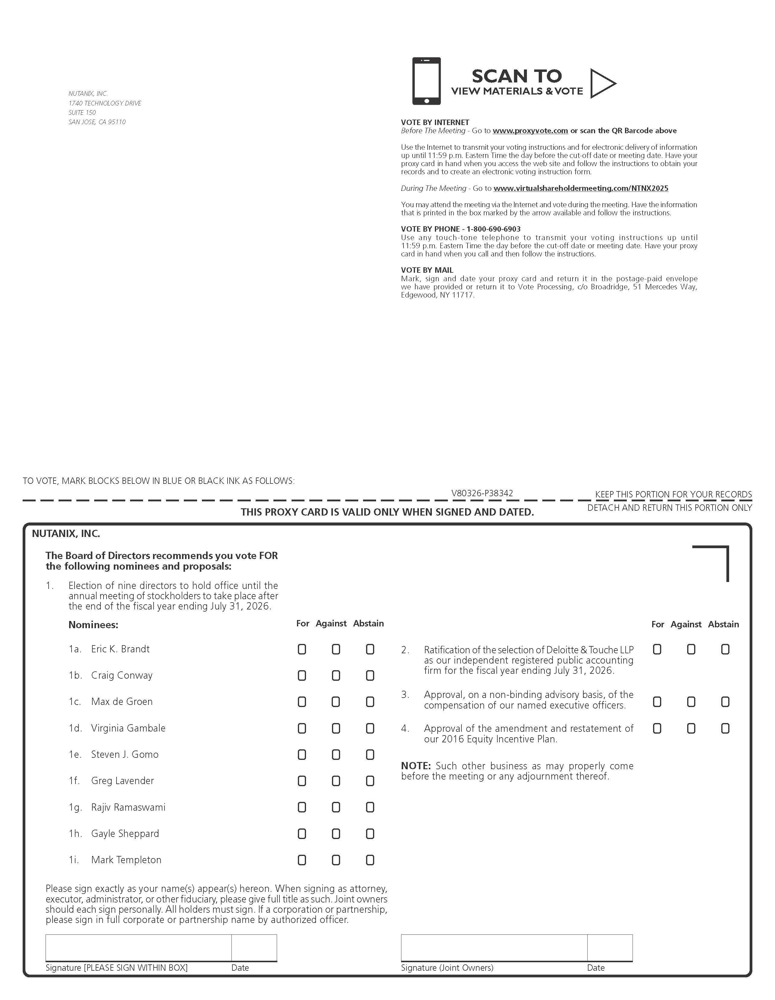 NUTANIX, INC.
1740 TECHNOLOGY DRIVE
SUITE 150
SAN JOSE, CA 95110
SCAN TO
VIEW MATERIALS & VOTE
VOTE BY INTERNET
Before The Meeting - Go to www.proxyvote.com or scan the QR Barcode above
Use the Internet to transmit your voting instructions and for electronic delivery of information
up until 11:59 p.m. Eastern Time the day before the cut-off date or meeting date. Have your
proxy card in hand when you access the web site and follow the instructions to obtain your
records and to create an electronic voting instruction form.
During The Meeting - Go to www.virtualshareholdermeeting.com/NTNX2025
You may attend the meeting via the Internet and vote during the meeting. Have the information
that is printed in the box marked by the arrow available and follow the instructions.
VOTE BY PHONE - 1-800-690-6903
Use any touch-tone telephone to transmit your voting instructions up until
11:59 p.m. Eastern Time the day before the cut-off date or meeting date. Have your proxy
card in hand when you call and then follow the instructions.
VOTE BY MAIL
Mark, sign and date your proxy card and return it in the postage-paid envelope
we have provided or return it to Vote Processing, c/o Broadridge, 51 Mercedes Way,
Edgewood, NY 11717.
TO VOTE, MARK BLOCKS BELOW IN BLUE OR BLACK INK AS FOLLOWS:
V80326-P38342
KEEP THIS PORTION FOR YOUR RECORDS
DETACH AND RETURN THIS PORTION ONLY
THIS PROXY CARD IS VALID ONLY WHEN SIGNED AND DATED.
NUTANIX, INC.
The Board of Directors recommends you vote FOR
the following nominees and proposals:
1. Election of nine directors to hold office until the
annual meeting of stockholders to take place after
the end of the fiscal year ending July 31, 2026.
Nominees: For Against Abstain
1a. Eric K. Brandt
1b. Craig Conway
1c. Max de Groen
1d. Virginia Gambale
1e. Steven J. Gomo
1f. Greg Lavender
1g. Rajiv Ramaswami
1h. Gayle Sheppard
1i. Mark Templeton
For Against Abstain
2. Ratification of the selection of Deloitte & Touche LLP
as our independent registered public accounting
firm for the fiscal year ending July 31, 2026.
3. Approval, on a non-binding advisory basis, of the
compensation of our named executive officers.
4. Approval of the amendment and restatement of
our 2016 Equity Incentive Plan.
NOTE: Such other business as may properly come
before the meeting or any adjournment thereof.
Please sign exactly as your name(s) appear(s) hereon. When signing as attorney,
executor, administrator, or other fiduciary, please give full title as such. Joint owners
should each sign personally. All holders must sign. If a corporation or partnership,
please sign in full corporate or partnership name by authorized officer.
Signature [PLEASE SIGN WITHIN BOX] Date
Signature (Joint Owners) Date